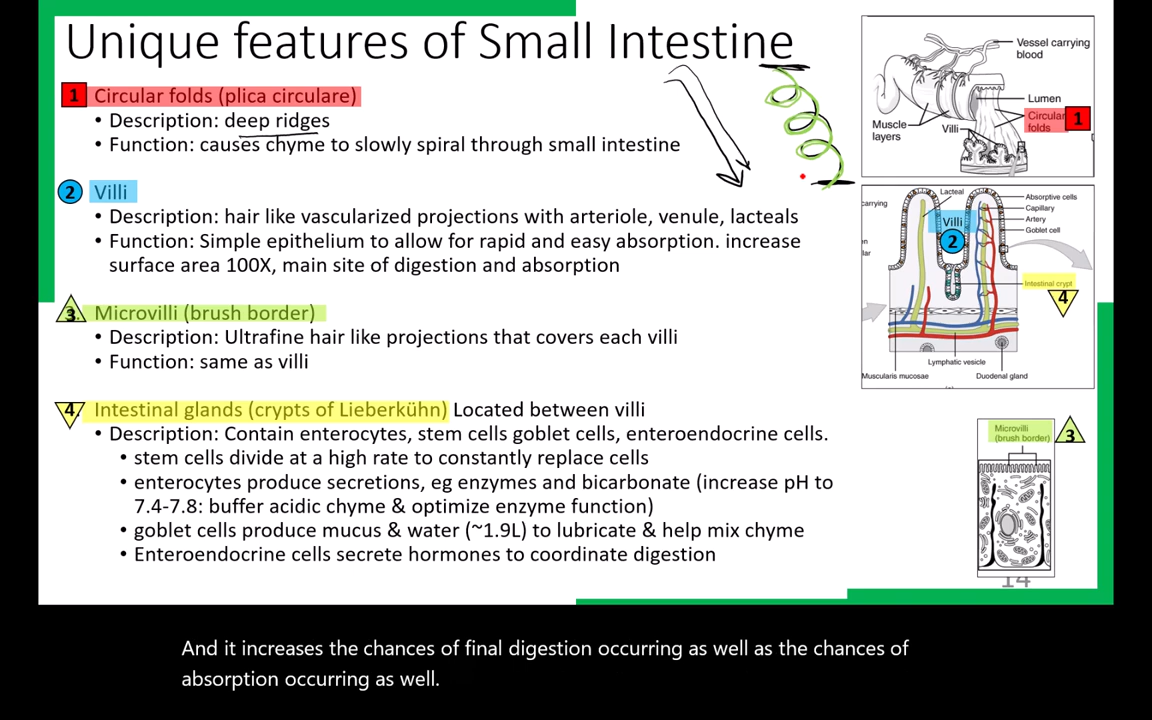 Unique features of Small Intestine
1 Circular folds (plica circulare)
• Description: deep ridges
• Function: causes chyme to slowly spiral through small intestine
2 Villi
• Description: hair like vascularized projections with arteriole, venule, lacteals
• Function: Simple epithelium to allow for rapid and easy absorption. increase
surface area 100X, main site of digestion and absorption
3. Microvilli (brush border)
• Description: Ultrafine hair like projections that covers each villi
• Function: same as villi
4. Intestinal glands (crypts of Lieberkühn) Located between villi
• Description: Contain enterocytes, stem cells goblet cells, enteroendocrine cells.
• stem cells divide at a high rate to constantly replace cells
• enterocytes produce secretions, eg enzymes and bicarbonate (increase pH to
7.4-7.8: buffer acidic chyme & optimize enzyme function)
• goblet cells produce mucus & water (~1.9L) to lubricate & help mix chyme
• Enteroendocrine cells secrete hormones to coordinate digestion
Vessel carrying
blood
Lumen
Circular
folds
1
Muscle
layers
Villi
Lacteal
carrying
Villi
2
Absorptive cells
Capillary
Artery
Goblet cell
Intestinal crypt
4
Lymphatic vesicle
Muscularis mucosae
Duodenal gland
Microvilli
(brush border)
3
14
And it increases the chances of final digestion occurring as well as the chances of
absorption occurring as well.